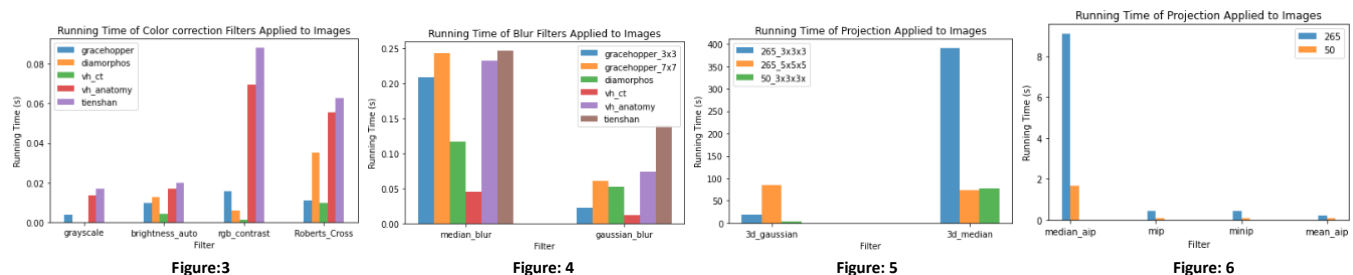 Running Time of Color correction Filters Applied to Images
gracehopper
diamorphos
vh_ct
vh_anatomy
tienshan
Running Time (s)
0.08
0.06
0.04
0.02
0.00
grayscale
brightness_auto
rgb_contrast
Roberts_Cross
Filter
Figure:3
Running Time of Blur Filters Applied to Images
gracehopper_3x3
gracehopper_7x7
diamorphos
vh_ct
vh_anatomy
tienshan
Running Time (s)
0.25
0.20
0.15
0.10
0.05
0.00
median_blur
gaussian_blur
Filter
Figure: 4
Running Time of Projection Applied to Images
265_3x3x3
265_5x5x5
50_3x3x3x
Running Time (s)
400
350
300
250
200
150
100
50
0
3d_gaussian
3d_median
Filter
Figure: 5
Running Time of Projection Applied to Images
265
50
Running Time (s)
8
6
4
2
0
median_aip
mip
minip
mean_aip
Filter
Figure: 6